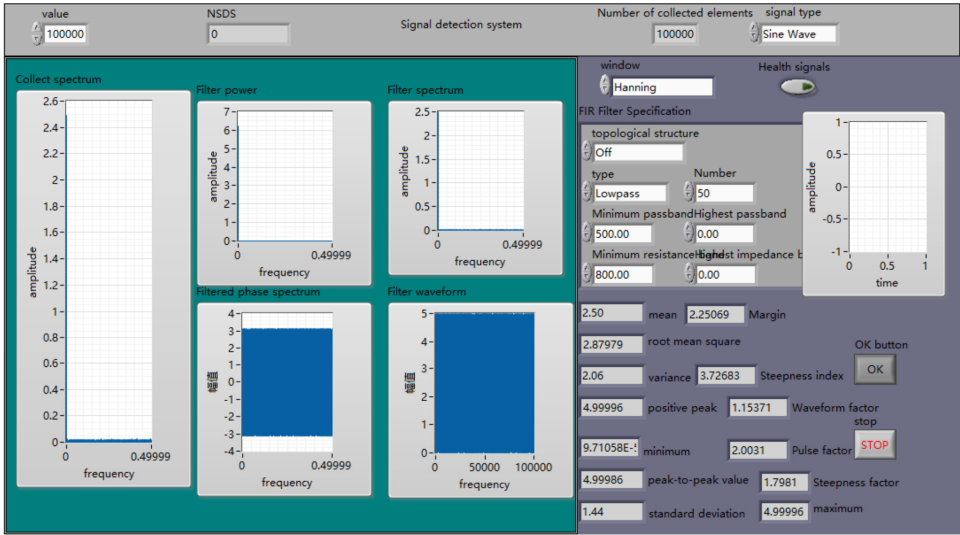 value
100000
NSDS
0
Signal detection system
Number of collected elements
100000
signal type
Sine Wave
Collect spectrum
amplitude
2.6
2.4
2.2
2
1.8
1.6
1.4
1.2
1
0.8
0.6
0.4
0.2
0
0
0.49999
frequency
Filter power
amplitude
7
6
5
4
3
2
1
0
0
0.49999
frequency
Filter spectrum
amplitude
2.5
2
1.5
1
0.5
0
0
0.49999
frequency
Filtered phase spectrum
幅值
4
3
2
1
0
-1
-2
-3
-4
0
0.49999
frequency
Filter waveform
幅值
5
4
3
2
1
0
0
50000
100000
frequency
window
Hanning
Health signals
FIR Filter Specification
topological structure
Off
type
Lowpass
Number
50
Minimum passband
500.00
Highest passband
0.00
Minimum resistance
800.00
Highest impedance b
0.00
amplitude
1
0.5
0
-0.5
-1
0
0.5
1
time
2.50 mean
2.25069 Margin
2.87979 root mean square
OK button
OK
2.06 variance
3.72683 Steepness index
4.99996 positive peak
1.15371 Waveform factor
stop
STOP
9.71058E- minimum
2.0031 Pulse factor
4.99986 peak-to-peak value
1.7981 Steepness factor
1.44 standard deviation
4.99996 maximum